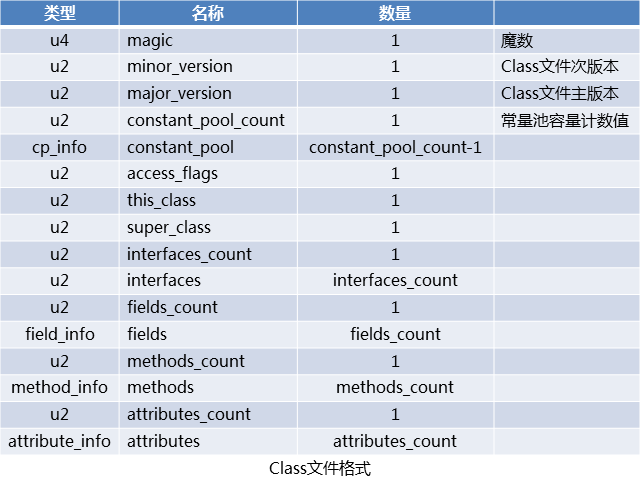 类型 名称 数量
u4 magic 1 魔数
u2 minor_version 1 Class文件次版本
u2 major_version 1 Class文件主版本
u2 constant_pool_count 1 常量池容量计数值
cp_info constant_pool constant_pool_count-1
u2 access_flags 1
u2 this_class 1
u2 super_class 1
u2 interfaces_count 1
u2 interfaces interfaces_count
u2 fields_count 1
field_info fields fields_count
u2 methods_count 1
method_info methods methods_count
u2 attributes_count 1
attribute_info attributes attributes_count
Class文件格式